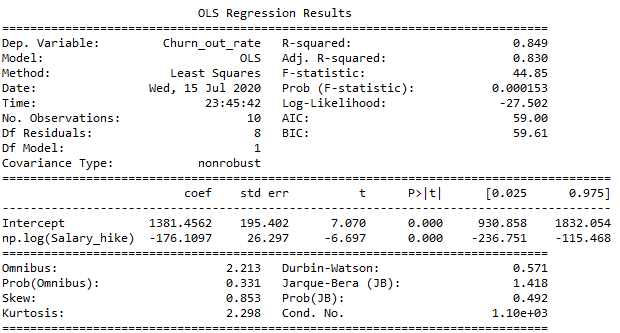 OLS Regression Results
==============================================================================
Dep. Variable: Churn_out_rate R-squared: 0.849
Model: OLS Adj. R-squared: 0.830
Method: Least Squares F-statistic: 44.85
Date: Wed, 15 Jul 2020 Prob (F-statistic): 0.000153
Time: 23:45:42 Log-Likelihood: -27.502
No. Observations: 10 AIC: 59.00
Df Residuals: 8 BIC: 59.61
Df Model: 1
Covariance Type: nonrobust
=======================================================================================
coef std err t P>|t| [0.025 0.975]
---------------------------------------------------------------------------------------
Intercept 1381.4562 195.402 7.070 0.000 930.858 1832.054
np.log(Salary_hike) -176.1097 26.297 -6.697 0.000 -236.751 -115.468
==============================================================================
Omnibus: 2.213 Durbin-Watson: 0.571
Prob(Omnibus): 0.331 Jarque-Bera (JB): 1.418
Skew: 0.853 Prob(JB): 0.492
Kurtosis: 2.298 Cond. No. 1.10e+03
==============================================================================